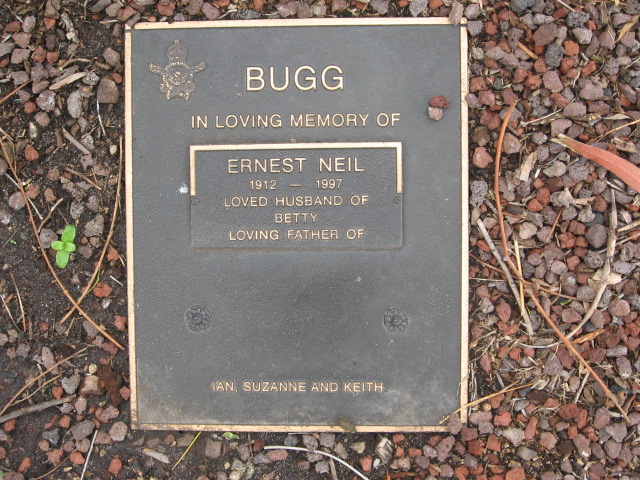 BUGG
IN LOVING MEMORY OF
ERNEST NEIL
1912 — 1997
LOVED HUSBAND OF
BETTY
LOVING FATHER OF
IAN, SUZANNE AND KEITH